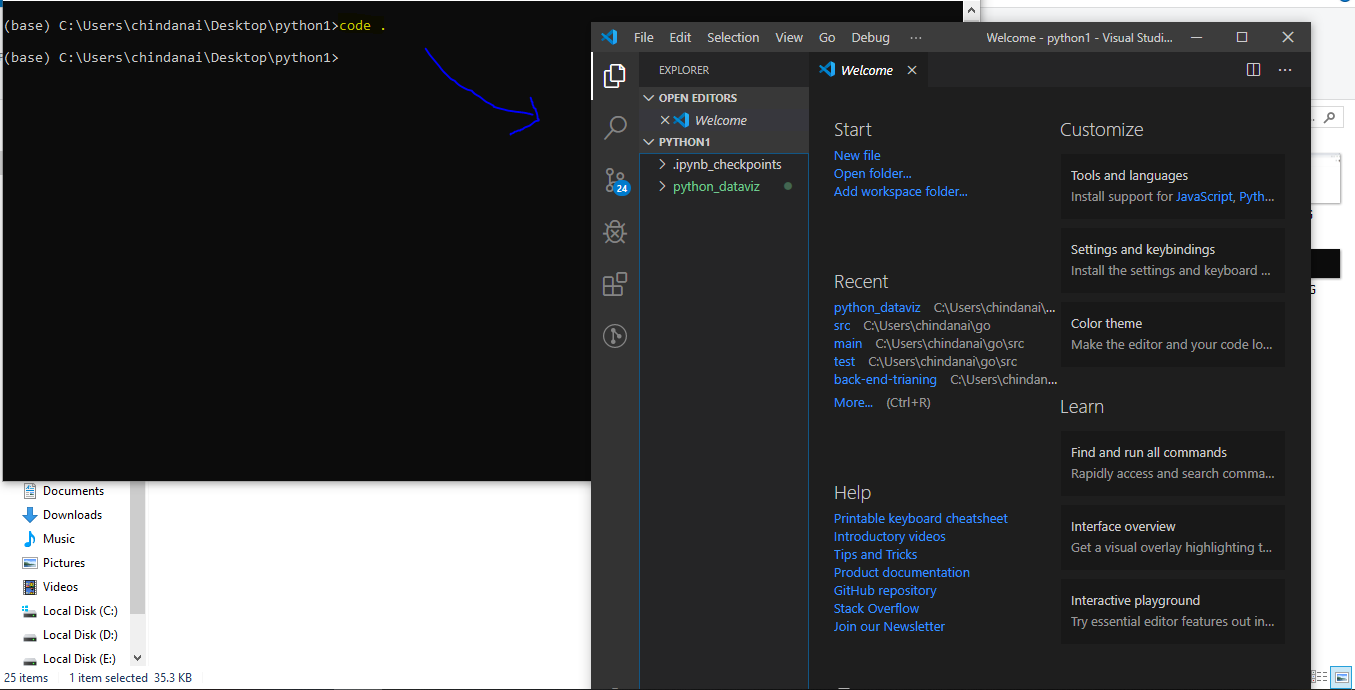 (base) C:\Users\chindanai\Desktop\python1>code .
(base) C:\Users\chindanai\Desktop\python1>
File Edit Selection View Go Debug ··· Welcome - python1 - Visual Studi...
EXPLORER
OPEN EDITORS
Welcome
PYTHON1
.ipynb_checkpoints
python_dataviz
24
Welcome
Start
New file
Open folder...
Add workspace folder...
Recent
python_dataviz C:\Users\chindanai\...
src C:\Users\chindanai\go
main C:\Users\chindanai\go\src
test C:\Users\chindanai\go\src
back-end-trianing C:\Users\chindan...
More... (Ctrl+R)
Help
Printable keyboard cheatsheet
Introductory videos
Tips and Tricks
Product documentation
GitHub repository
Stack Overflow
Join our Newsletter
Customize
Tools and languages
Install support for JavaScript, Pyth...
Settings and keybindings
Install the settings and keyboard ...
Color theme
Make the editor and your code lo...
Learn
Find and run all commands
Rapidly access and search comma...
Interface overview
Get a visual overlay highlighting t...
Interactive playground
Try essential editor features out in...
Documents
Downloads
Music
Pictures
Videos
Local Disk (C:)
Local Disk (D:)
Local Disk (E:)
25 items 1 item selected 35.3 KB